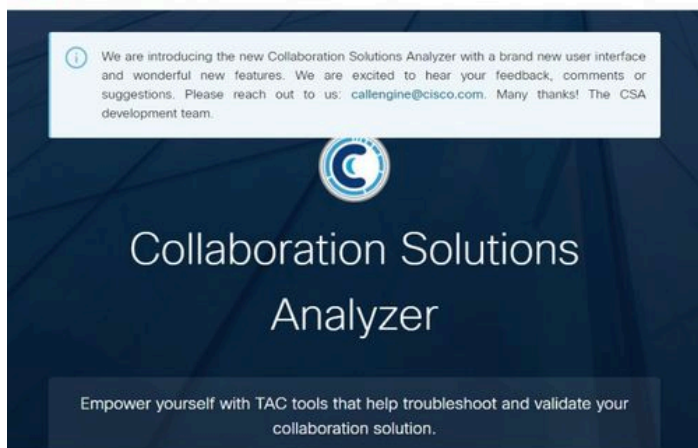 We are introducing the new Collaboration Solutions Analyzer with a brand new user interface
and wonderful new features. We are excited to hear your feedback, comments or
suggestions. Please reach out to us: callengine@cisco.com. Many thanks! The CSA
development team.
Collaboration Solutions
Analyzer
Empower yourself with TAC tools that help troubleshoot and validate your
collaboration solution.